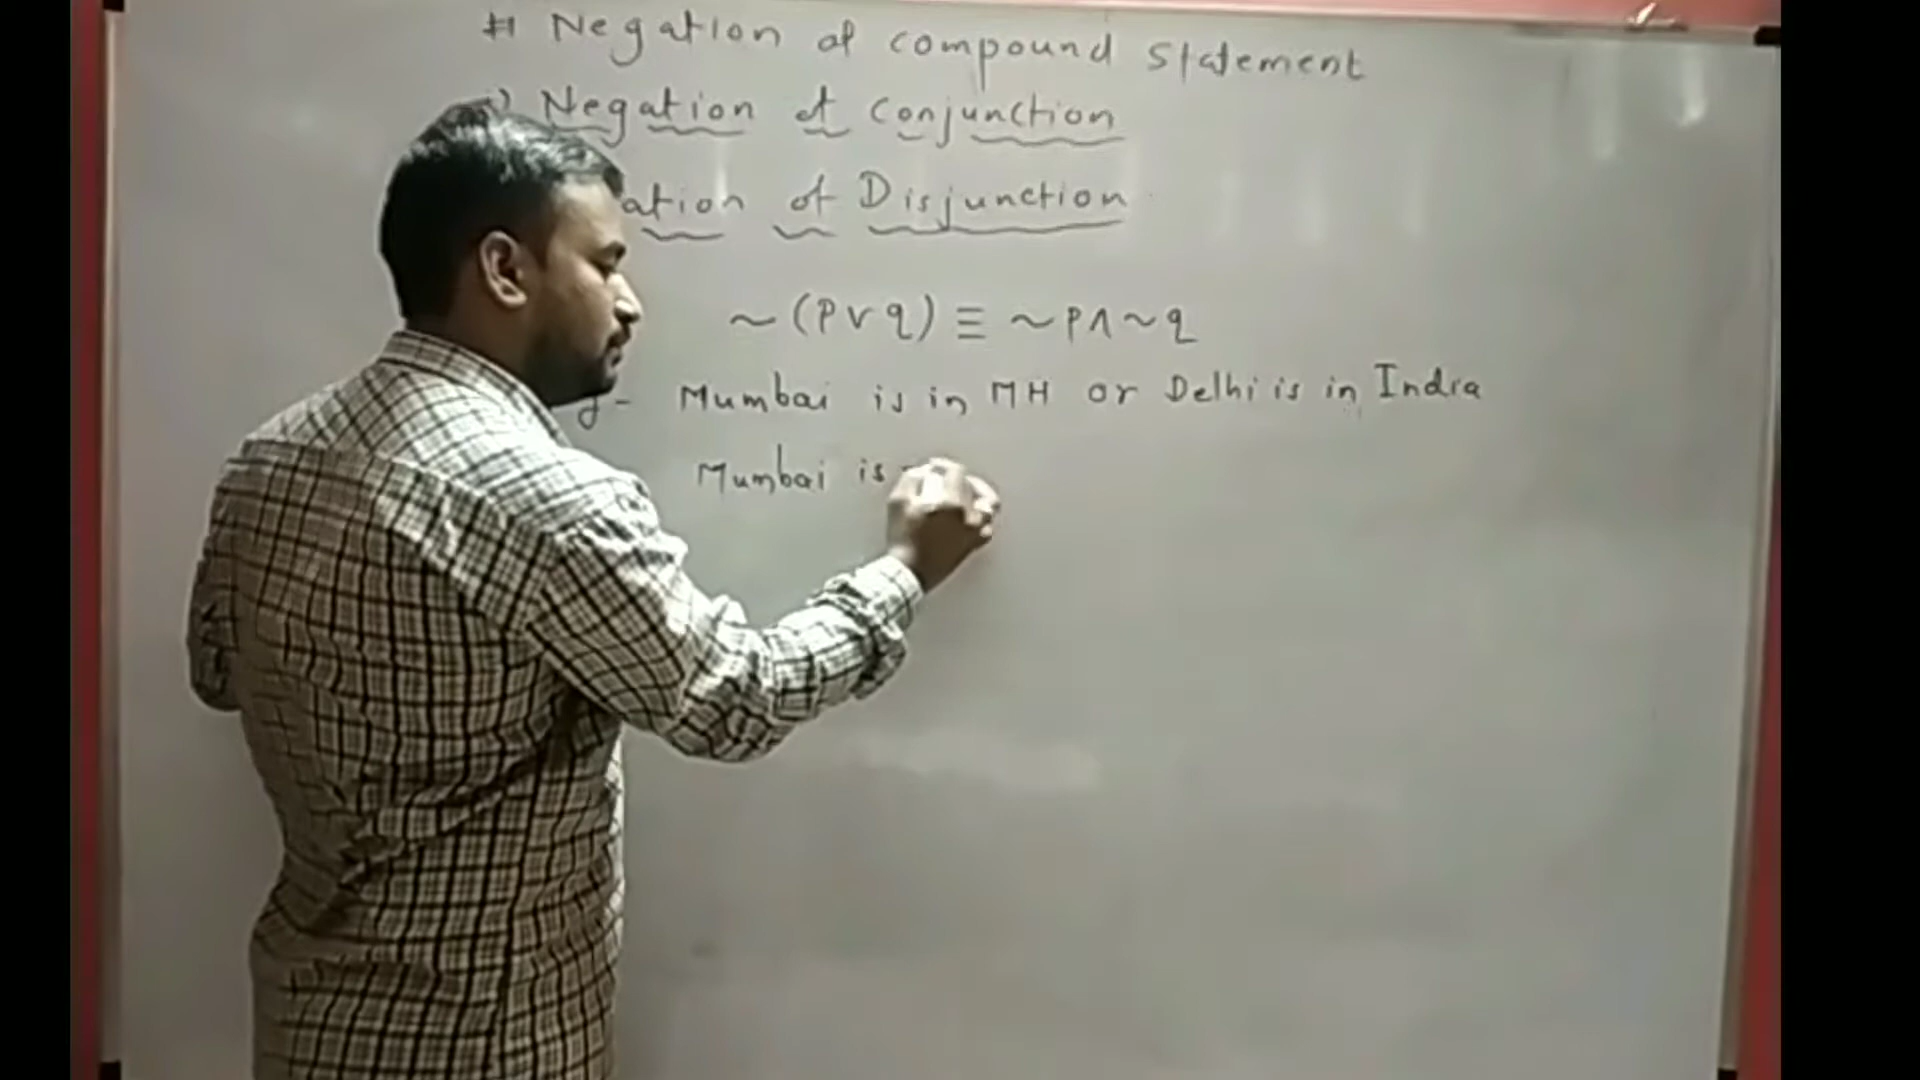 # Negation of compound statement
) Negation of conjunction
ation of Disjunction
~(p∨q) ≡ ~p∧~q
g- Mumbai is in MH or Delhi is in India
Mumbai is